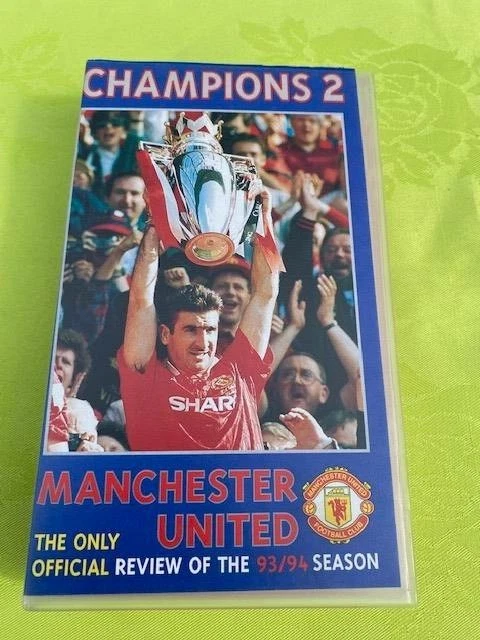 CHAMPIONS 2
SHARP
MANCHESTER
UNITED
MANCHESTER UNITED
FOOTBALL CLUB
THE ONLY
OFFICIAL REVIEW OF THE 93/94 SEASON